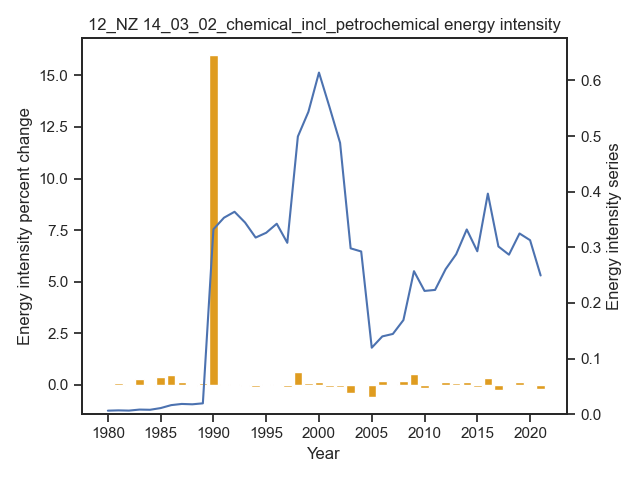 12_NZ 14_03_02_chemical_incl_petrochemical energy intensity
Energy intensity percent change
15.0
12.5
10.0
7.5
5.0
2.5
0.0
0.6
0.5
0.4
0.3
0.2
0.1
0.0
Energy intensity series
1980 1985 1990 1995 2000 2005 2010 2015 2020
Year